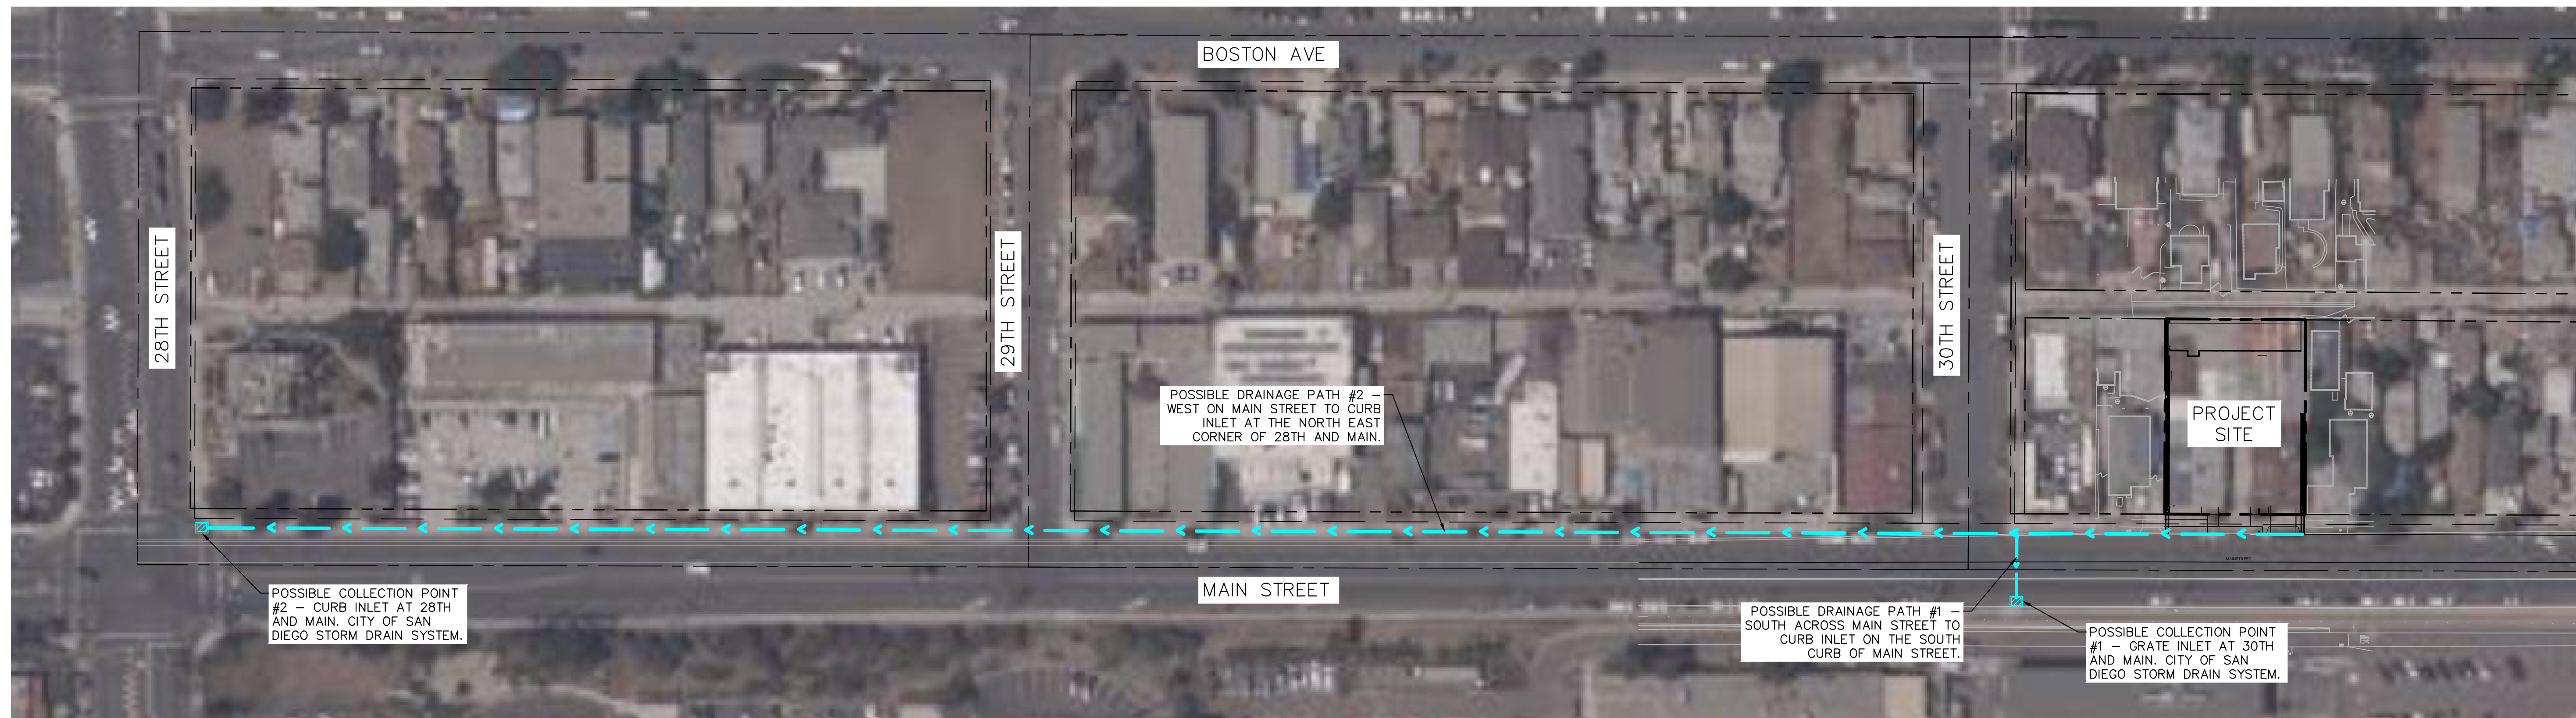 BOSTON AVE
28TH STREET
29TH STREET
30TH STREET
POSSIBLE DRAINAGE PATH #2 –
WEST ON MAIN STREET TO CURB
INLET AT THE NORTH EAST
CORNER OF 28TH AND MAIN.
PROJECT
SITE
MAIN STREET
MAIN STREET
POSSIBLE COLLECTION POINT
#2 – CURB INLET AT 28TH
AND MAIN. CITY OF SAN
DIEGO STORM DRAIN SYSTEM.
POSSIBLE DRAINAGE PATH #1 –
SOUTH ACROSS MAIN STREET TO
CURB INLET ON THE SOUTH
CURB OF MAIN STREET.
POSSIBLE COLLECTION POINT
#1 – GRATE INLET AT 30TH
AND MAIN. CITY OF SAN
DIEGO STORM DRAIN SYSTEM.